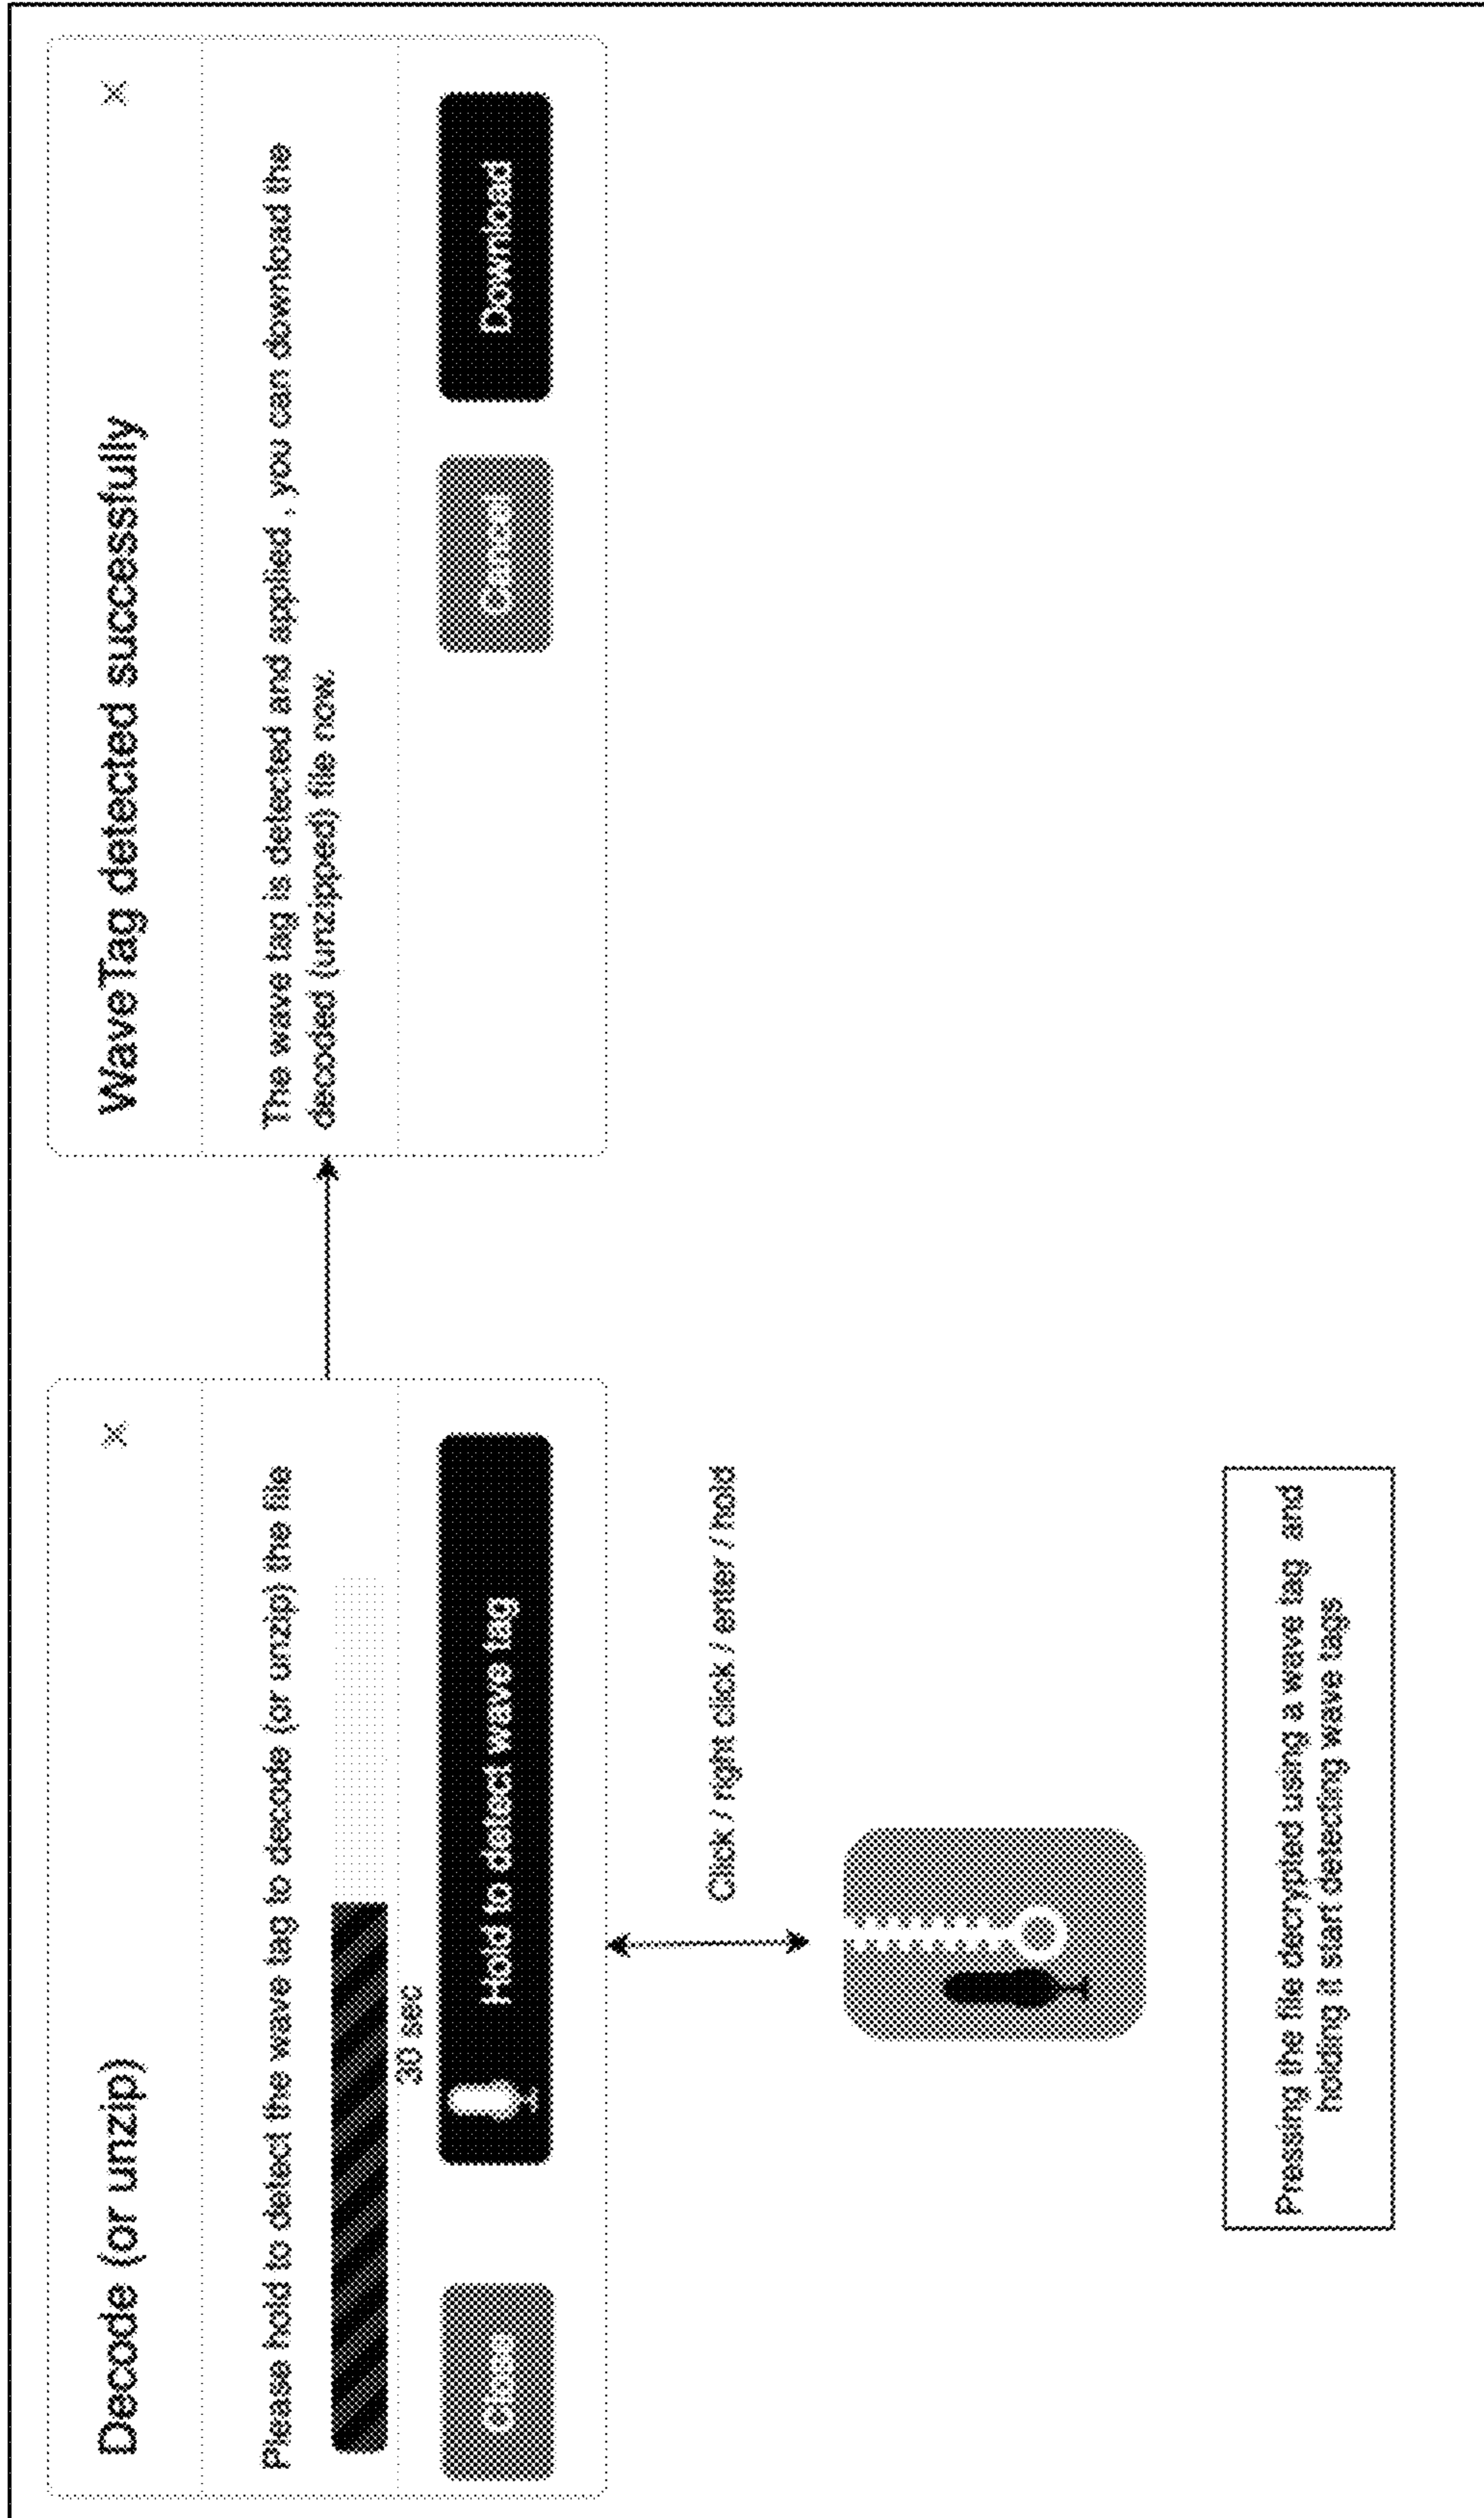 Decode (or unzip)
×
Please hold to detect the wave tag to decode (or unzip) the file
30 sec
Close
Hold to detect wave tag
Click / right click / enter / hold
Pressing the file decrypted using a wave tag and
holding it start detecting wave tags
WaveTag detected successfully
×
The wave tag is detected and applied , you can download the
decoded (unzipped) file now.
Cancel
Download